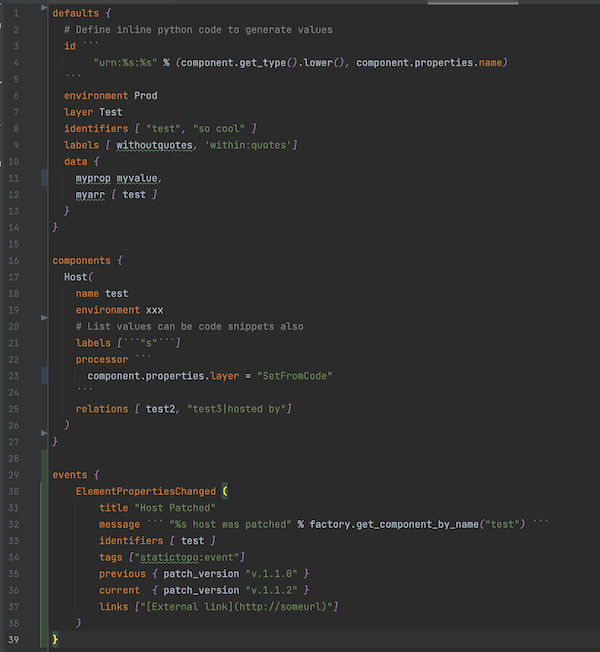 1 defaults {
2 # Define inline python code to generate values
3 id ```
4 "urn:%s:%s" % (component.get_type().lower(), component.properties.name)
5 ```
6 environment Prod
7 layer Test
8 identifiers [ "test", "so cool" ]
9 labels [ withoutquotes, 'within:quotes']
10 data {
11 myprop myvalue,
12 myarr [ test ]
13 }
14 }
15
16 components {
17 Host(
18 name test
19 environment xxx
20 # List values can be code snippets also
21 labels [```"s"```]
22 processor ```
23 component.properties.layer = "SetFromCode"
24 ```
25 relations [ test2, "test3|hosted by"]
26 )
27 }
28
29 events {
30 ElementPropertiesChanged (
31 title "Host Patched"
32 message ``` "%s host was patched" % factory.get_component_by_name("test") ```
33 identifiers [ test ]
34 tags ["statictopo:event"]
35 previous { patch_version "v.1.1.0" }
36 current { patch_version "v.1.1.2" }
37 links ["[External link](http://someurl)"]
38 )
39 }